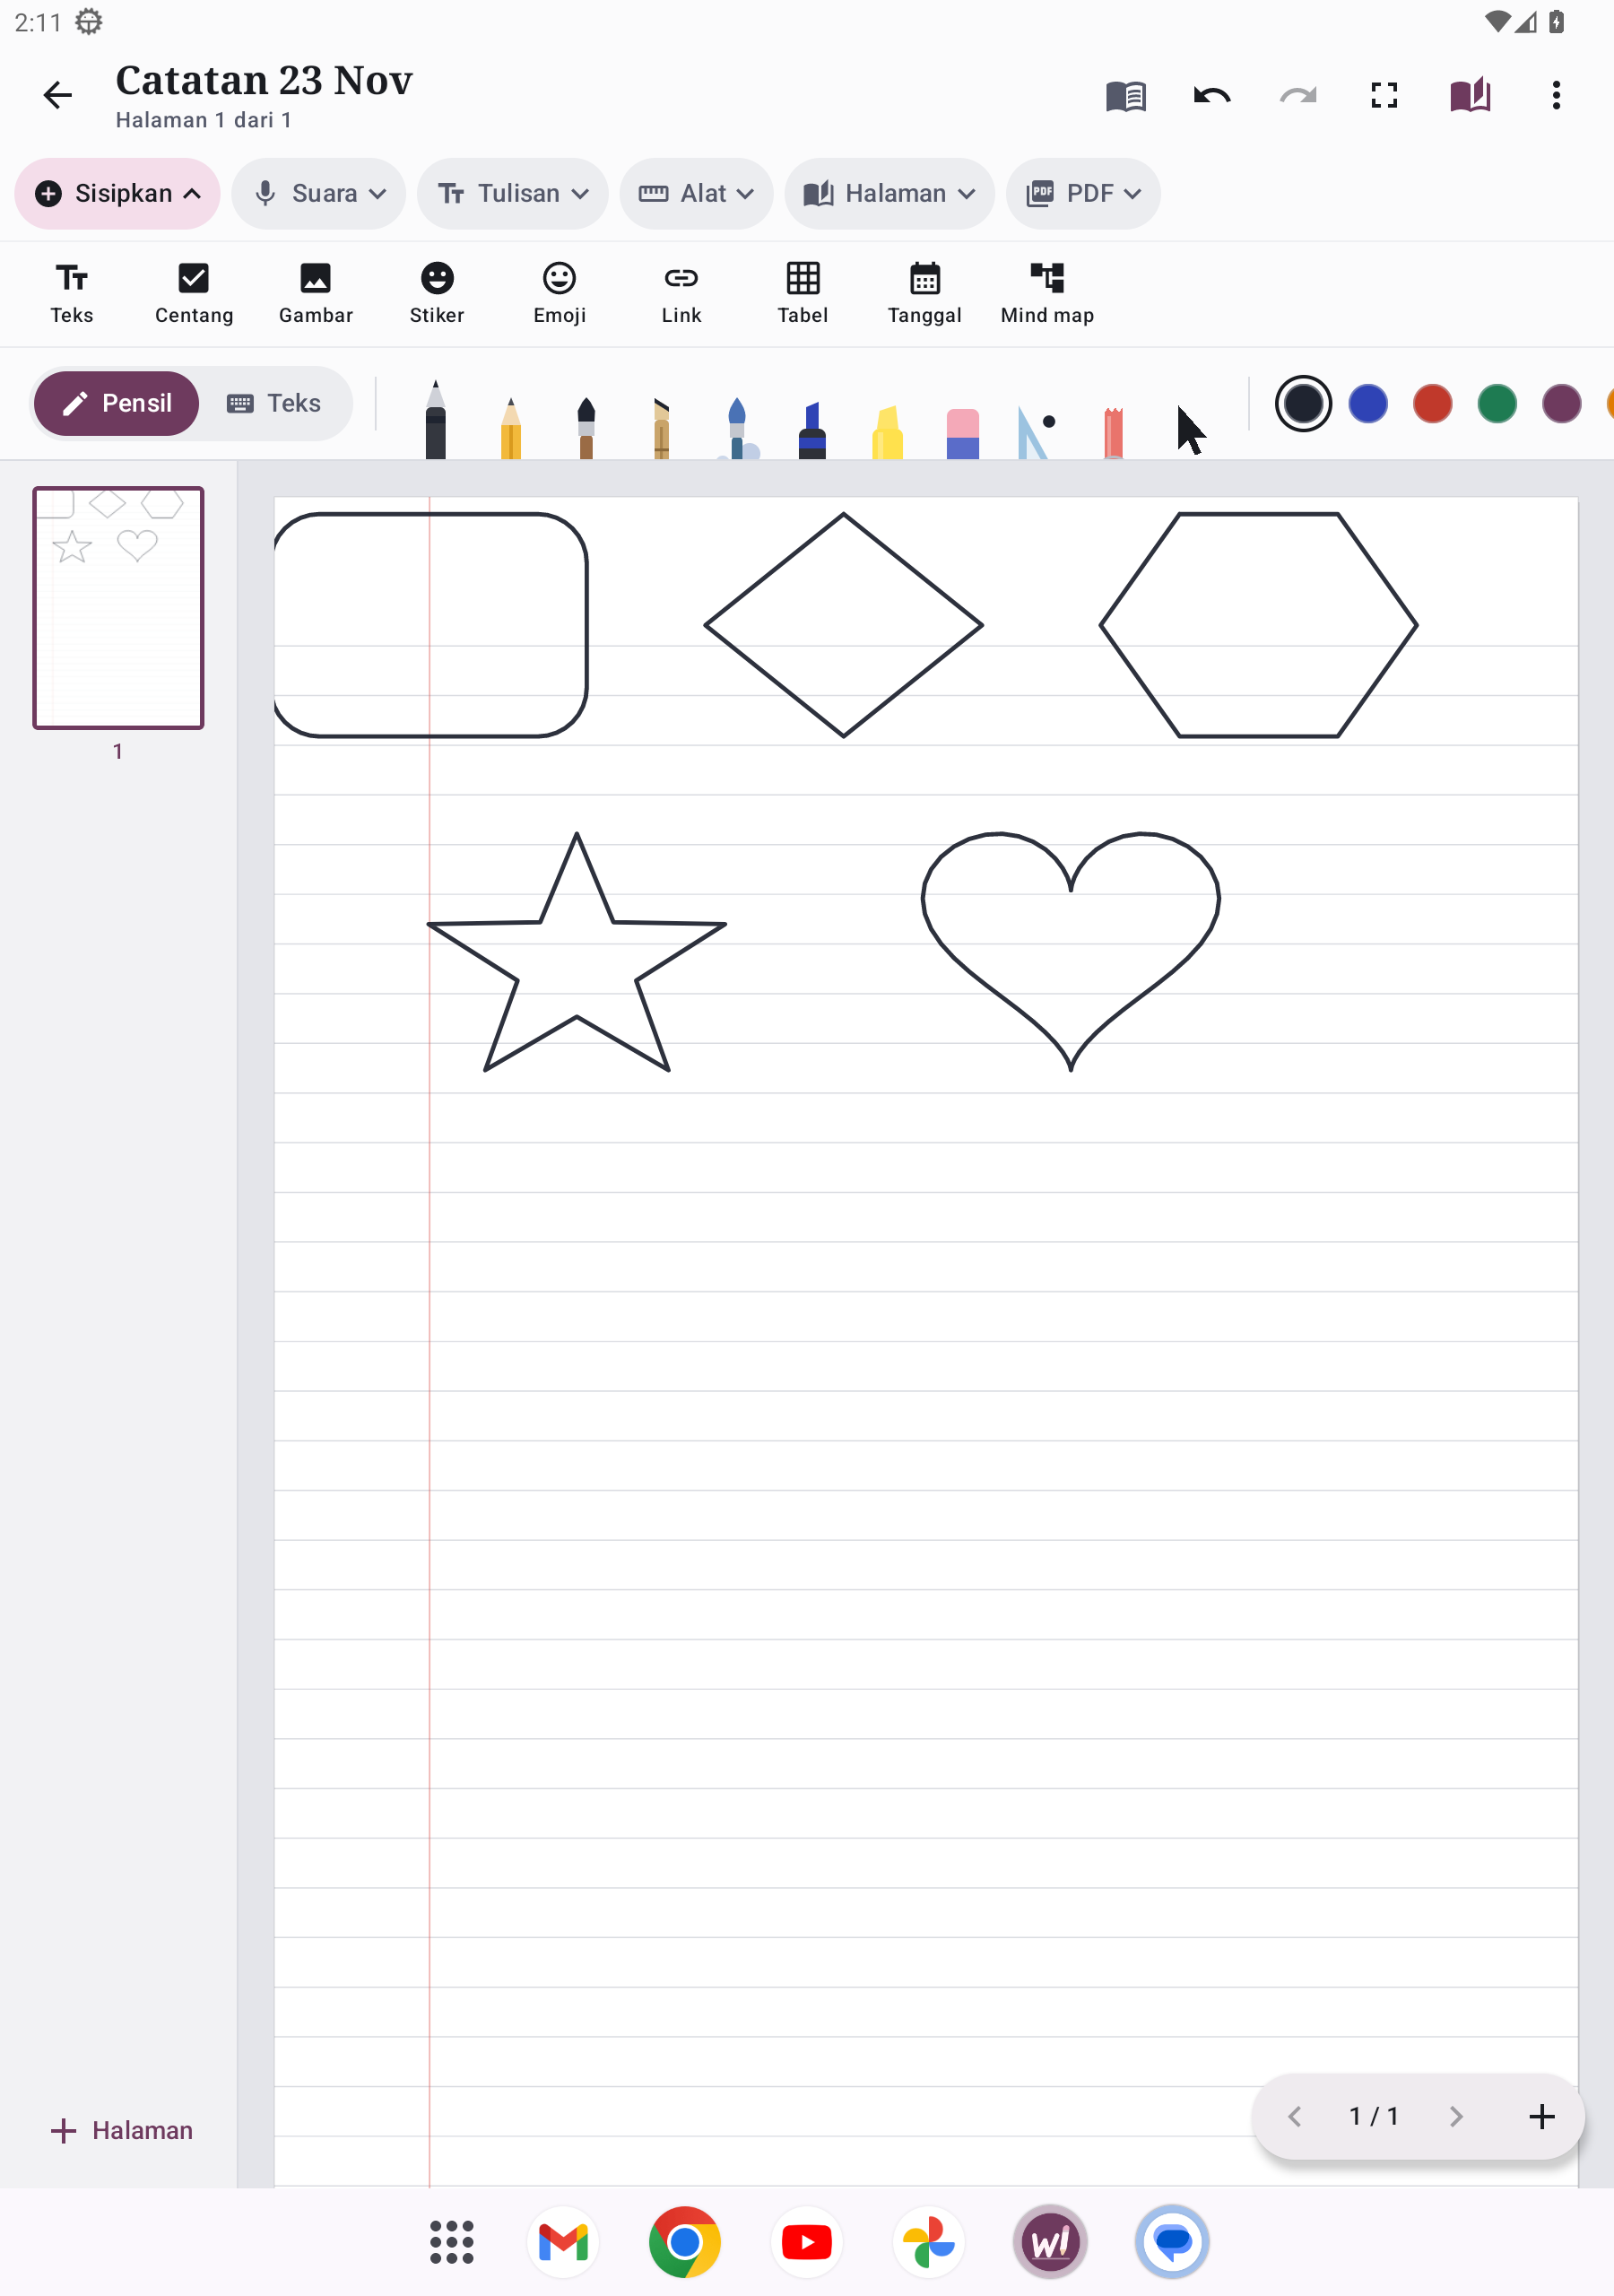 2:11
Catatan 23 Nov
Halaman 1 dari 1
Sisipkan Suara Tulisan Alat Halaman PDF PDF
Teks Centang Gambar Stiker Emoji Link Tabel Tanggal Mind map
Pensil Teks
1
Halaman
1 / 1